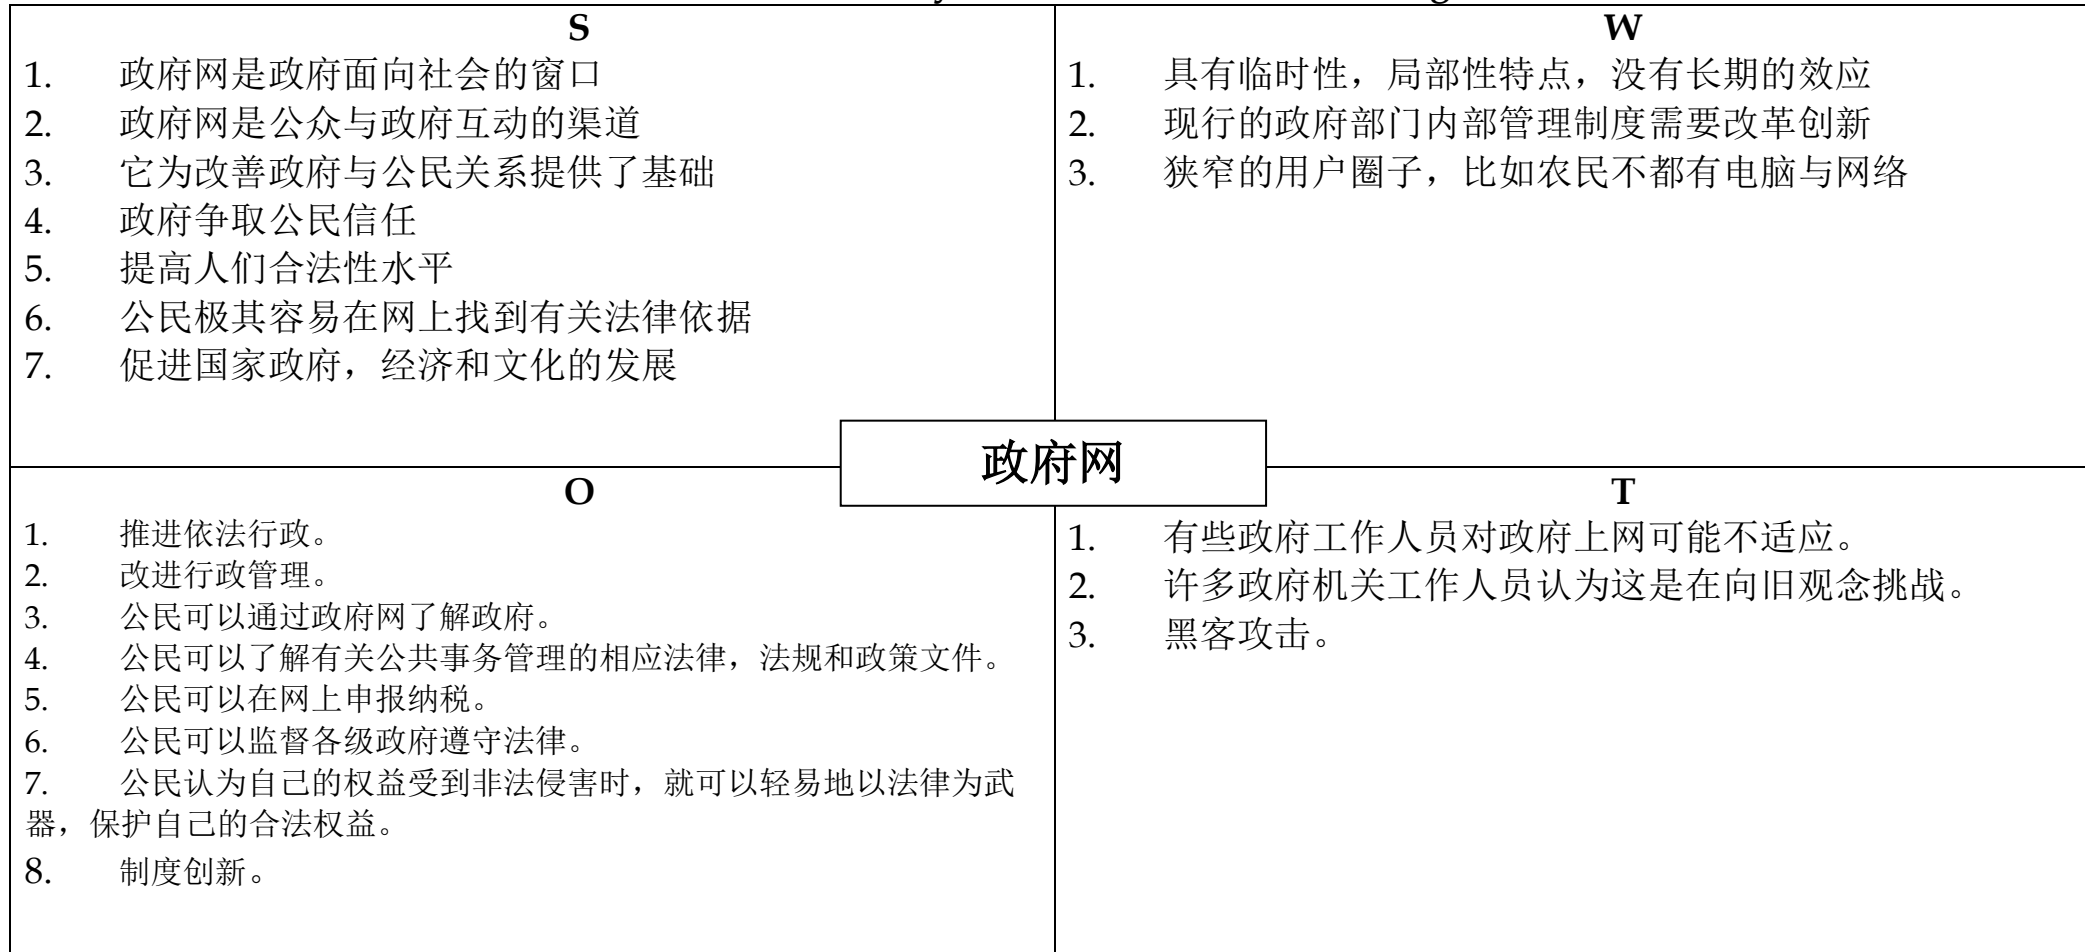 S
1. 政府网是政府面向社会的窗口
2. 政府网是公众与政府互动的渠道
3. 它为改善政府与公民关系提供了基础
4. 政府争取公民信任
5. 提高人们合法性水平
6. 公民极其容易在网上找到有关法律依据
7. 促进国家政府，经济和文化的发展
W
1. 具有临时性，局部性特点，没有长期的效应
2. 现行的政府部门内部管理制度需要改革创新
3. 狭窄的用户圈子，比如农民不都有电脑与网络
政府网
O
1. 推进依法行政。
2. 改进行政管理。
3. 公民可以通过政府网了解政府。
4. 公民可以了解有关公共事务管理的相应法律，法规和政策文件。
5. 公民可以在网上申报纳税。
6. 公民可以监督各级政府遵守法律。
7. 公民认为自己的权益受到非法侵害时，就可以轻易地以法律为武
器，保护自己的合法权益。
8. 制度创新。
T
1. 有些政府工作人员对政府上网可能不适应。
2. 许多政府机关工作人员认为这是在向旧观念挑战。
3. 黑客攻击。